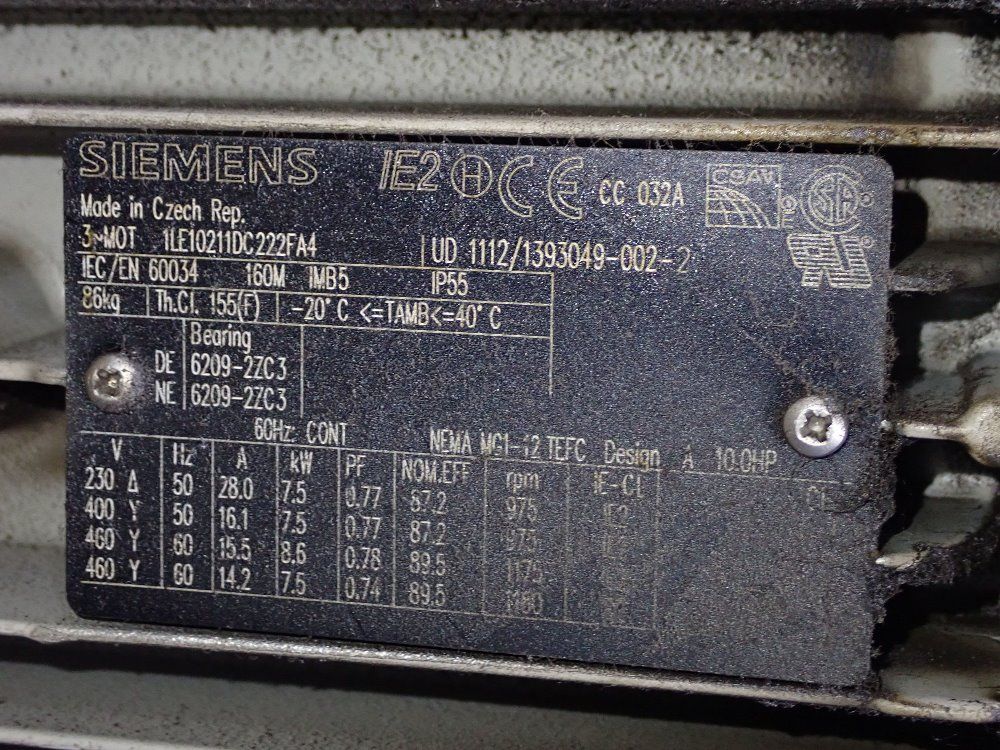 SIEMENS IE2 H CC CE CC 032A CSA
Made in Czech Rep.
3~MOT 1LE10211DC222FA4 UD 1112/1393049-002-2
IEC/EN 60034 160M IMB5 IP55
86kg Th.Cl. 155(F) -20°C <=TAMB<=40°C
Bearing
DE 6209-2ZC3
NE 6209-2ZC3
60Hz: CONT NEMA MG1-12 TEFC Design A 10.0HP
V Hz A kW PF NOM.EFF rpm IE-CL
230 Δ 50 28.0 7.5 0.77 87.2 975 IE2
400 Y 50 16.1 7.5 0.77 87.2 975
460 Y 60 15.5 8.6 0.78 89.5 1175
460 Y 60 14.2 7.5 0.74 89.5 1180